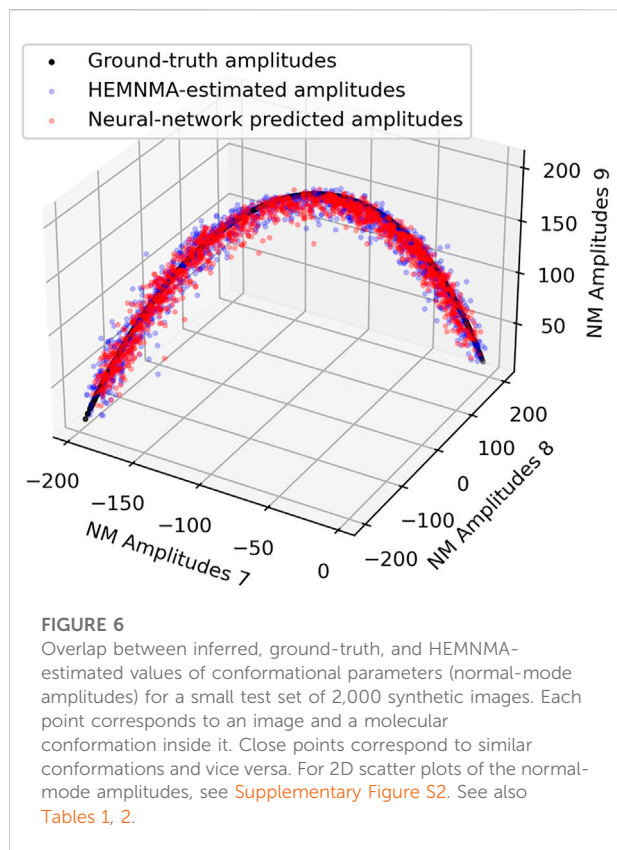 Ground-truth amplitudes
HEMNMA-estimated amplitudes
Neural-network predicted amplitudes
200
150
100
50
NM Amplitudes 9
200
100
0
−100
−200
NM Amplitudes 8
−200
−150
−100
−50
0
NM Amplitudes 7
FIGURE 6
Overlap between inferred, ground-truth, and HEMNMA-
estimated values of conformational parameters (normal-mode
amplitudes) for a small test set of 2,000 synthetic images. Each
point corresponds to an image and a molecular
conformation inside it. Close points correspond to similar
conformations and vice versa. For 2D scatter plots of the normal-
mode amplitudes, see Supplementary Figure S2. See also
Tables 1, 2.